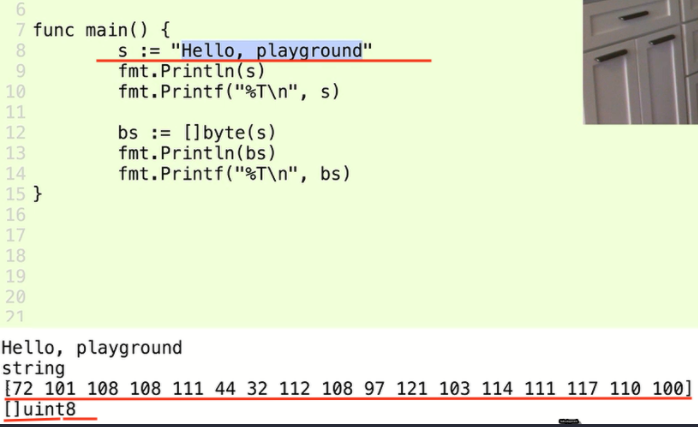 6
7 func main() {
8 s := "Hello, playground"
9 fmt.Println(s)
10 fmt.Printf("%T\n", s)
11
12 bs := []byte(s)
13 fmt.Println(bs)
14 fmt.Printf("%T\n", bs)
15 }
16
17
18
19
20
21
Hello, playground
string
[72 101 108 108 111 44 32 112 108 97 121 103 114 111 117 110 100]
[]uint8